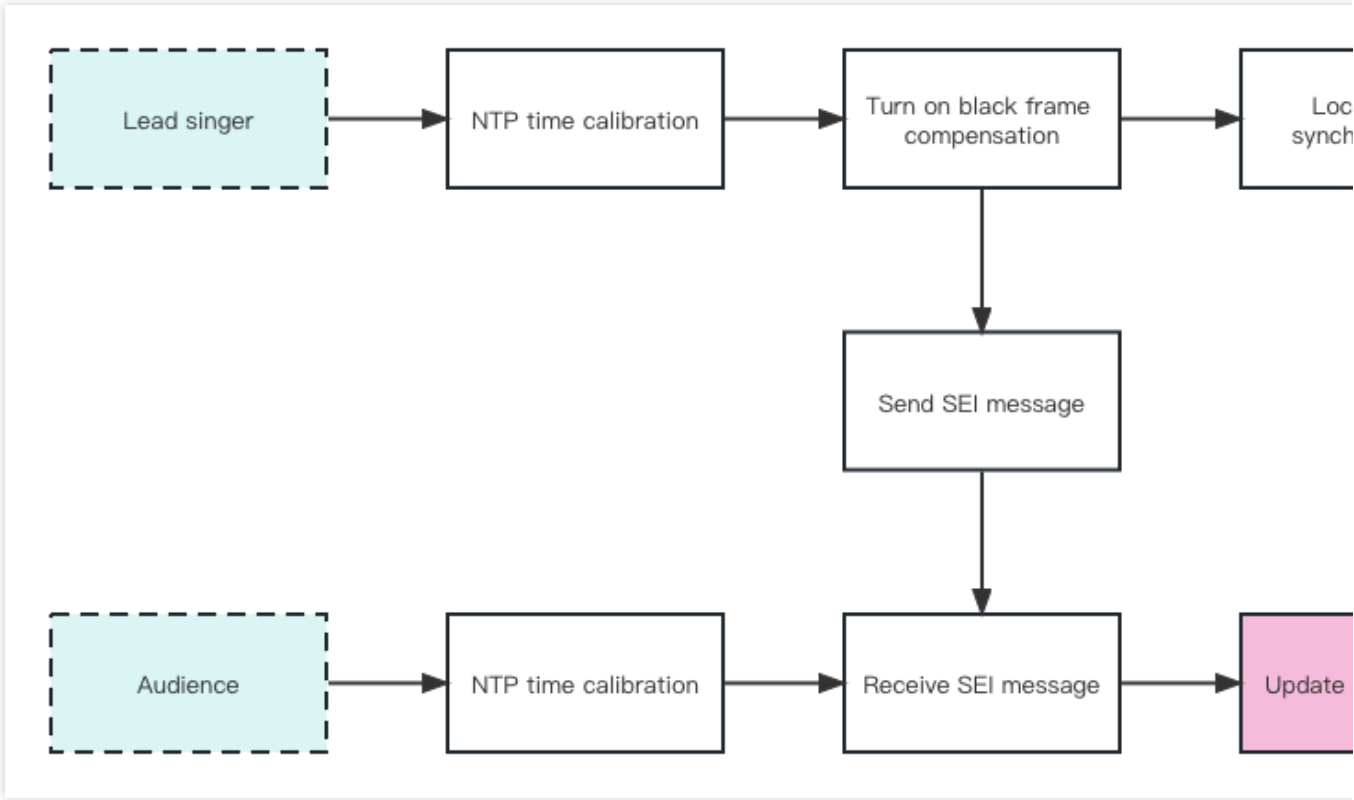 Lead singer
NTP time calibration
Turn on black frame
compensation
Send SEI message
Audience
NTP time calibration
Receive SEI message
Update